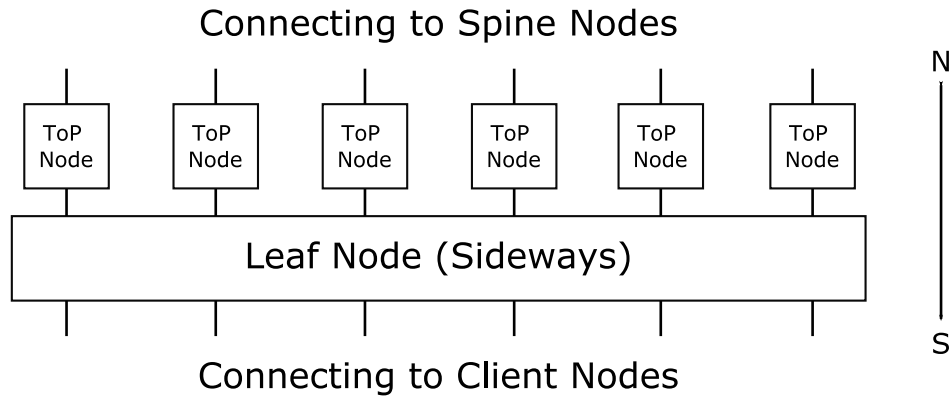 Connecting to Spine Nodes
N
ToP
Node
ToP
Node
ToP
Node
ToP
Node
ToP
Node
ToP
Node
Leaf Node (Sideways)
S
Connecting to Client Nodes